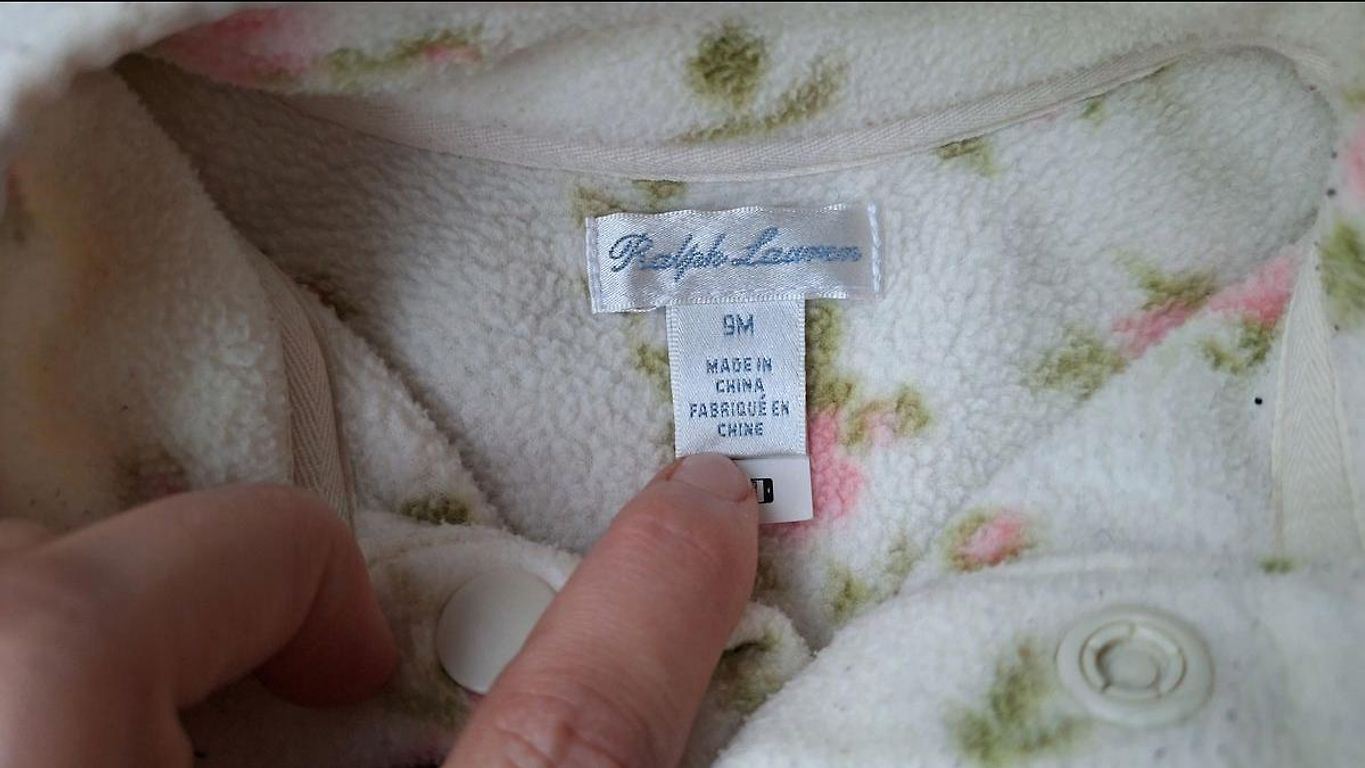 Ralph Lauren
9M
MADE IN
CHINA
FABRIQUÉ EN
CHINE